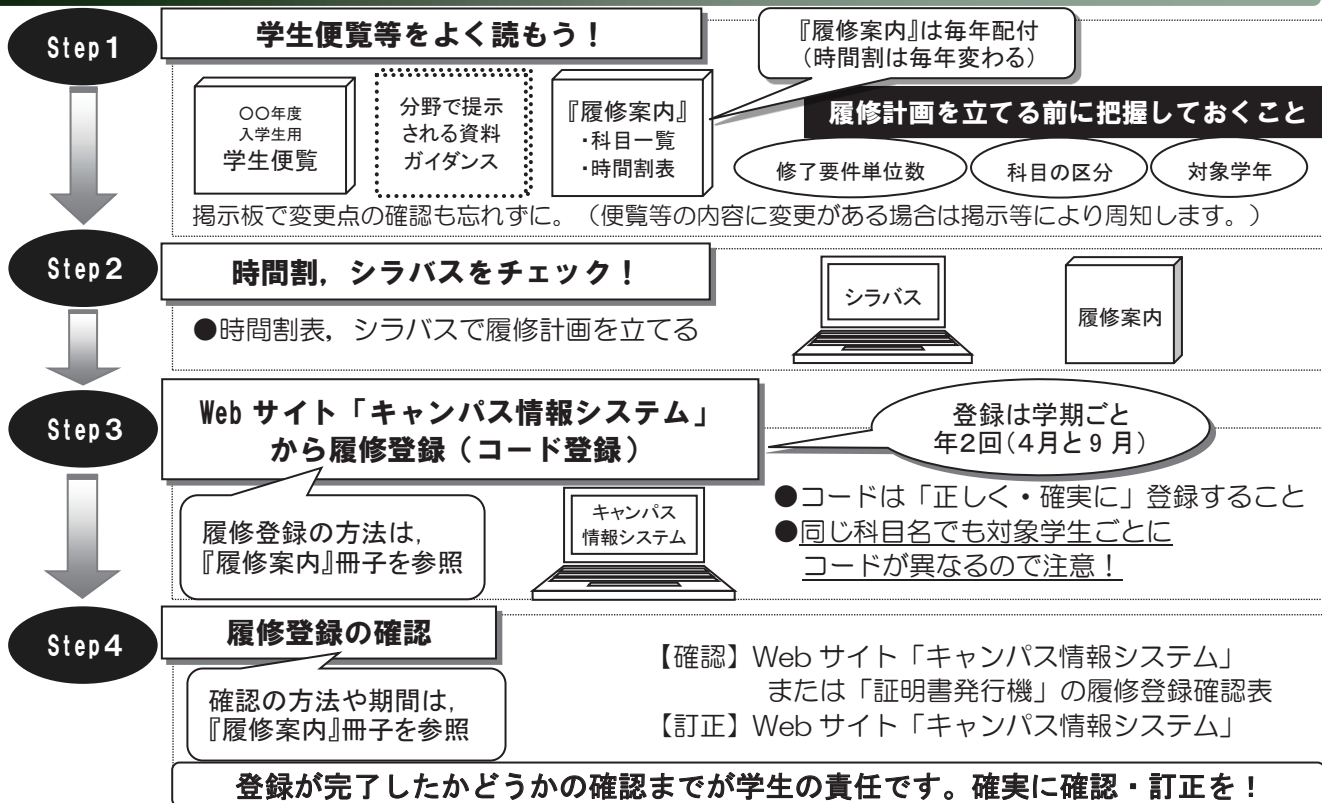 Step1
学生便覧等をよく読もう！
『履修案内』は毎年配付
(時間割は毎年変わる)
〇〇年度
入学生用
学生便覧
分野で提示
される資料
ガイダンス
『履修案内』
・科目一覧
・時間割表
履修計画を立てる前に把握しておくこと
修了要件単位数
科目の区分
対象学年
掲示板で変更点の確認も忘れずに。（便覧等の内容に変更がある場合は掲示等により周知します。）
Step2
時間割，シラバスをチェック！
●時間割表，シラバスで履修計画を立てる
シラバス
履修案内
Step3
Web サイト「キャンパス情報システム」
から履修登録（コード登録）
登録は学期ごと
年2回(4月と9月)
履修登録の方法は，
『履修案内』冊子を参照
キャンパス
情報システム
●コードは「正しく・確実に」登録すること
●同じ科目名でも対象学生ごとに
コードが異なるので注意！
Step4
履修登録の確認
確認の方法や期間は，
『履修案内』冊子を参照
【確認】Web サイト「キャンパス情報システム」
または「証明書発行機」の履修登録確認表
【訂正】Web サイト「キャンパス情報システム」
登録が完了したかどうかの確認までが学生の責任です。確実に確認・訂正を！